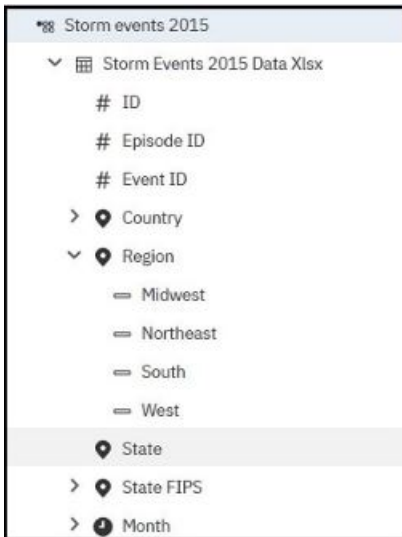 Storm events 2015
Storm Events 2015 Data Xlsx
# ID
# Episode ID
# Event ID
Country
Region
Midwest
Northeast
South
West
State
State FIPS
Month